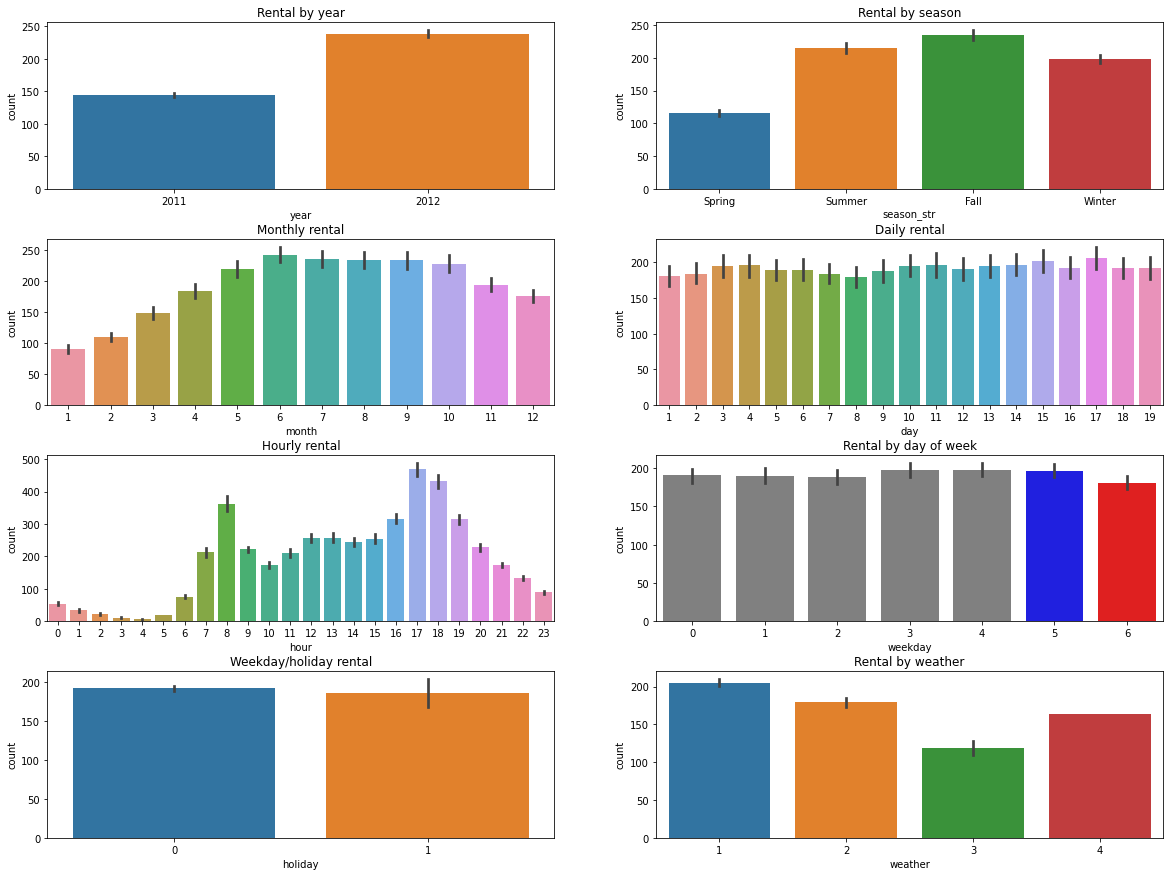 Rental by year
250
200
150
100
50
0
count
2011 2012
year
Rental by season
250
200
150
100
50
0
count
Spring Summer Fall Winter
season_str
Monthly rental
250
200
150
100
50
0
count
1 2 3 4 5 6 7 8 9 10 11 12
month
Daily rental
200
150
100
50
0
count
1 2 3 4 5 6 7 8 9 10 11 12 13 14 15 16 17 18 19
day
Hourly rental
500
400
300
200
100
0
count
0 1 2 3 4 5 6 7 8 9 10 11 12 13 14 15 16 17 18 19 20 21 22 23
hour
Rental by day of week
200
150
100
50
0
count
0 1 2 3 4 5 6
weekday
Weekday/holiday rental
200
150
100
50
0
count
0 1
holiday
Rental by weather
200
150
100
50
0
count
1 2 3 4
weather